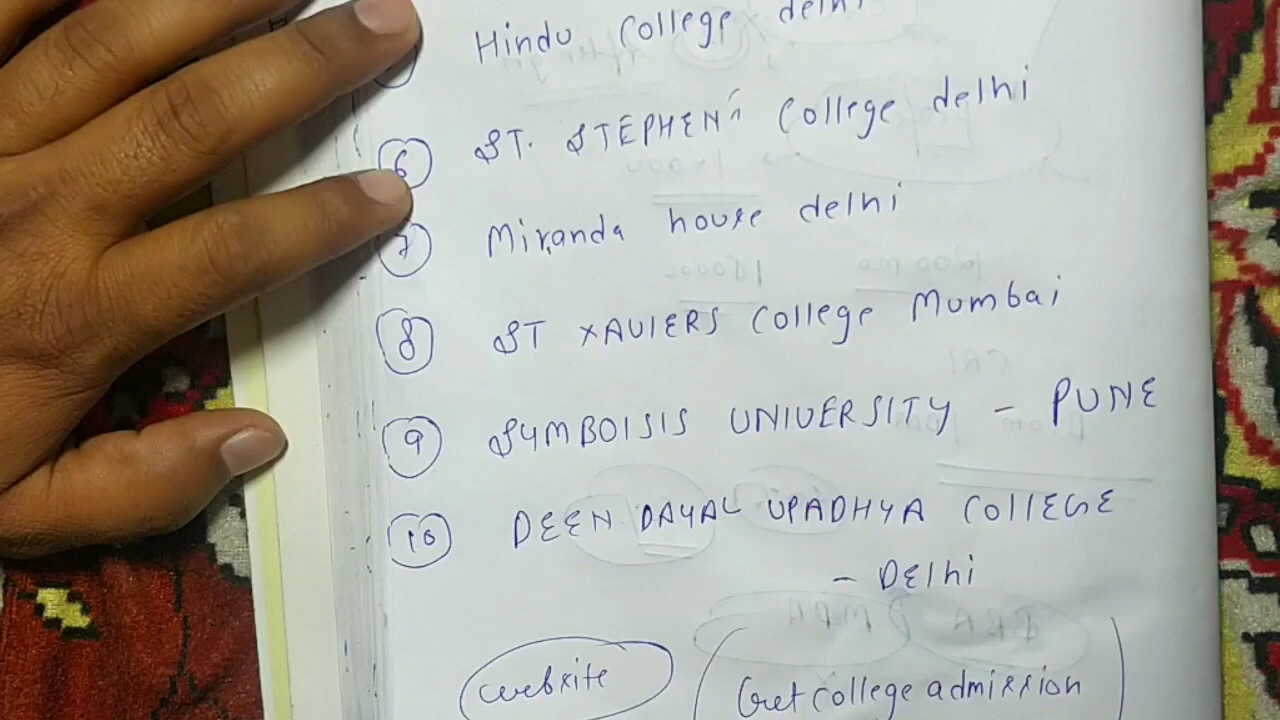 Hindu College delhi
6 ST. STEPHEN's College delhi
7 Miranda house delhi
8 ST XAVIERS College Mumbai
9 SYMBOISIS UNIVERSITY - PUNE
10 DEEN DAYAL UPADHYA COllEGE
- DElhi
website
Get college admission